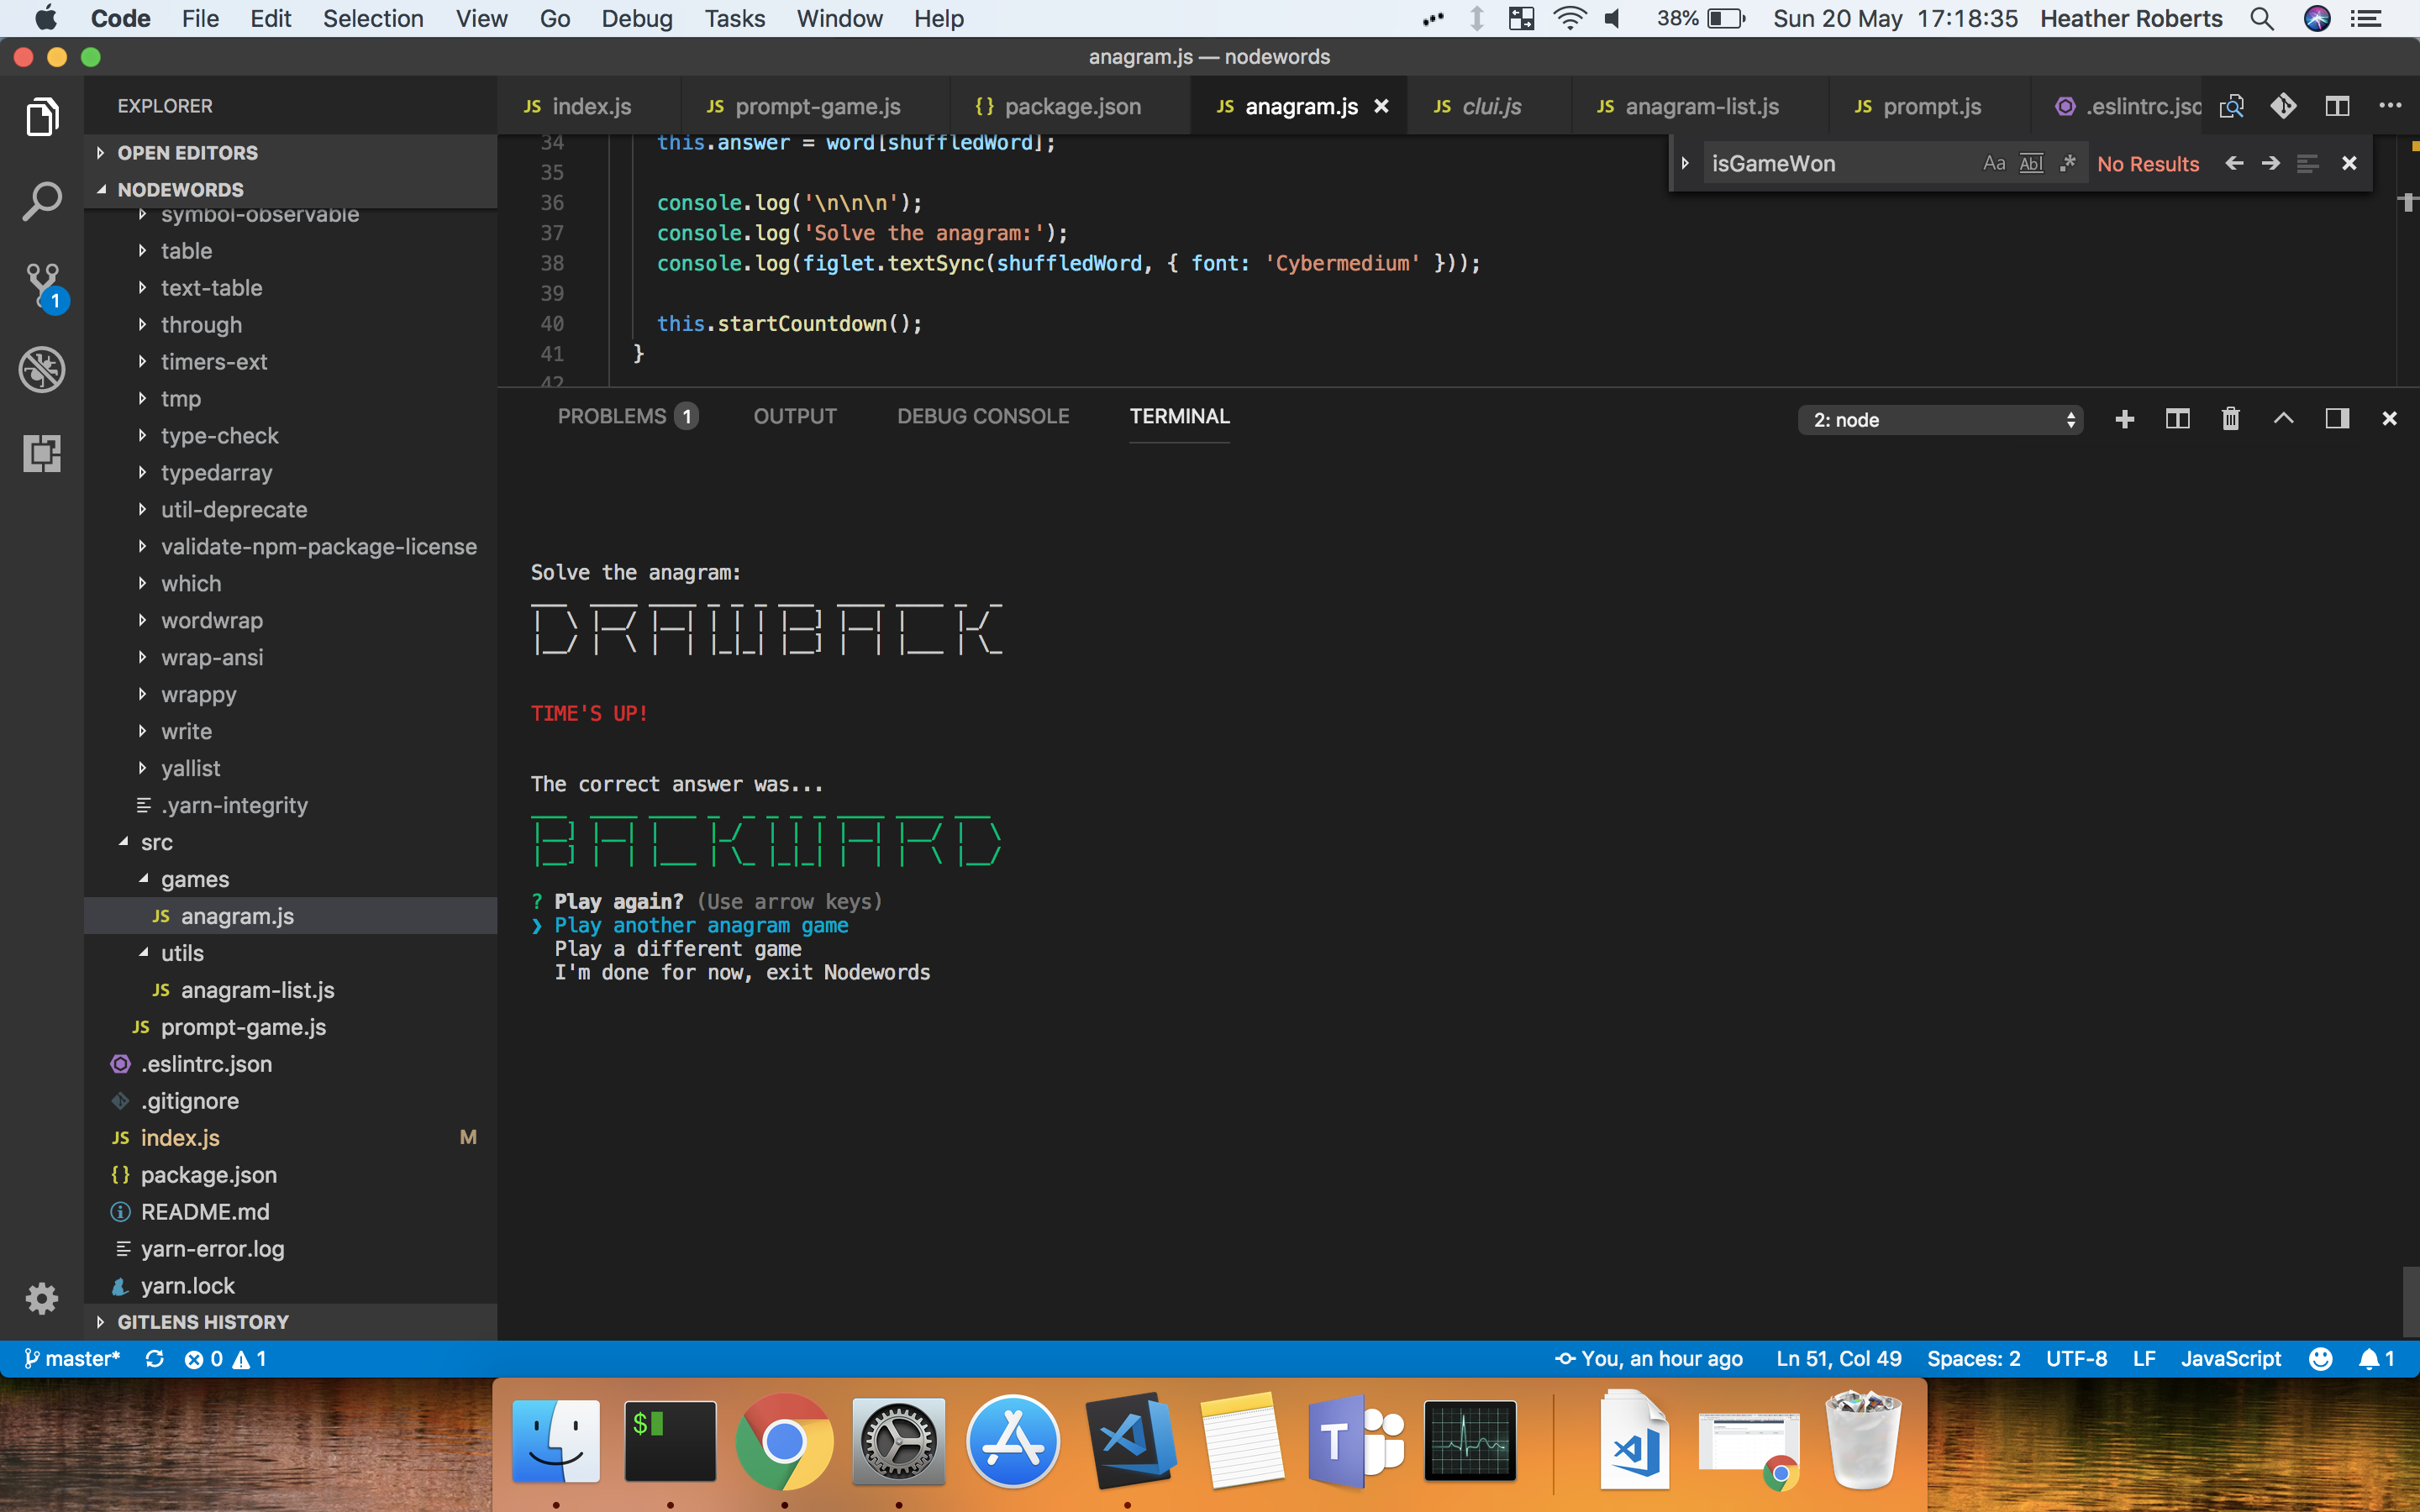 Code File Edit Selection View Go Debug Tasks Window Help 38% Sun 20 May 17:18:35 Heather Roberts
anagram.js — nodewords
EXPLORER
OPEN EDITORS
NODEWORDS
symbol-observable
table
text-table
through
timers-ext
tmp
type-check
typedarray
util-deprecate
validate-npm-package-license
which
wordwrap
wrap-ansi
wrappy
write
yallist
.yarn-integrity
src
games
JS anagram.js
utils
JS anagram-list.js
JS prompt-game.js
.eslintrc.json
.gitignore
JS index.js M
{} package.json
README.md
yarn-error.log
yarn.lock
GITLENS HISTORY
1
JS index.js JS prompt-game.js {} package.json JS anagram.js JS clui.js JS anagram-list.js JS prompt.js .eslintrc.jsc
isGameWon Aa Abl .* No Results
34 this.answer = word[shuffledWord];
35
36 console.log('\n\n\n');
37 console.log('Solve the anagram:');
38 console.log(figlet.textSync(shuffledWord, { font: 'Cybermedium' }));
39
40 this.startCountdown();
41 }
42
PROBLEMS 1 OUTPUT DEBUG CONSOLE TERMINAL 2: node
Solve the anagram:
DRAWBACK
TIME'S UP!
The correct answer was...
BACKWARD
? Play again? (Use arrow keys)
❯ Play another anagram game
Play a different game
I'm done for now, exit Nodewords
master* 0 1 You, an hour ago Ln 51, Col 49 Spaces: 2 UTF-8 LF JavaScript 1
$
T